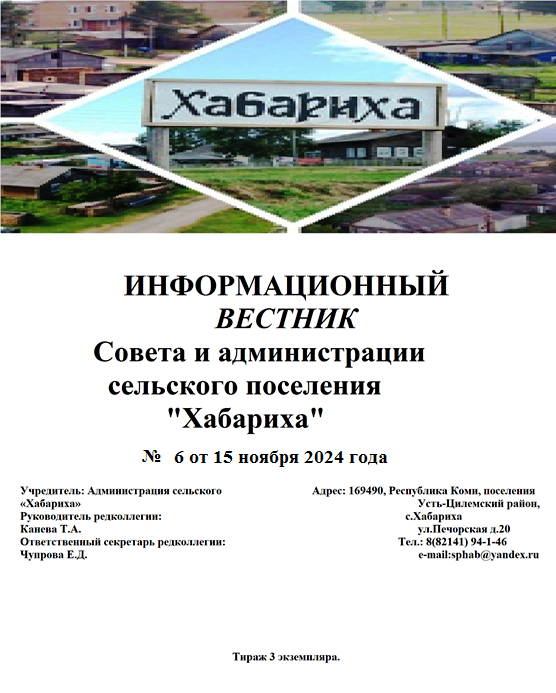 Хабариха
ИНФОРМАЦИОННЫЙ
ВЕСТНИК
Совета и администрации
сельского поселения
"Хабариха"
№ 6 от 15 ноября 2024 года
Учредитель: Администрация сельского Адрес: 169490, Республика Коми, поселения
«Хабариха» Усть-Цилемский район,
Руководитель редколлегии: с.Хабариха
Канева Т.А. ул.Печорская д.20
Ответственный секретарь редколлегии: Тел.: 8(82141) 94-1-46
Чупрова Е.Д. e-mail:sphab@yandex.ru
Тираж 3 экземпляра.